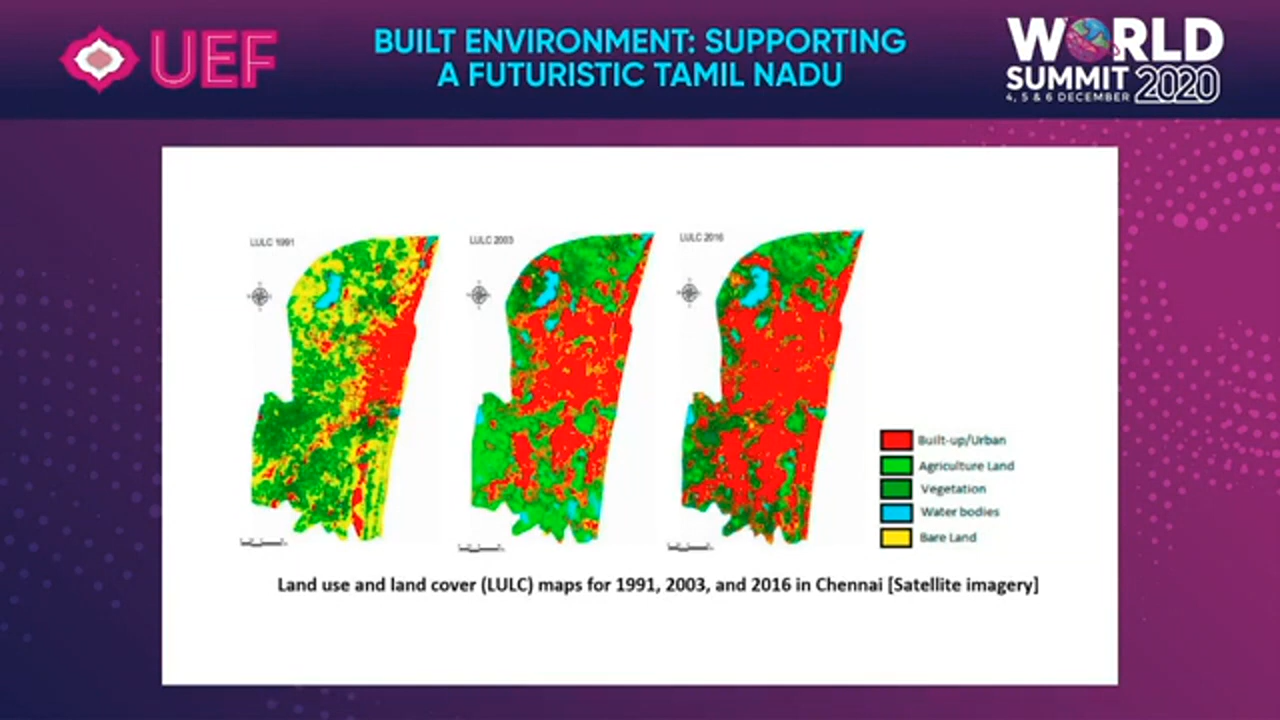 UEF
BUILT ENVIRONMENT: SUPPORTING
A FUTURISTIC TAMIL NADU
WORLD
SUMMIT 2020
4, 5 & 6 DECEMBER
LULC 1991
LULC 2003
LULC 2016
Built-up/Urban
Agriculture Land
Vegetation
Water bodies
Bare Land
Land use and land cover (LULC) maps for 1991, 2003, and 2016 in Chennai [Satellite imagery]